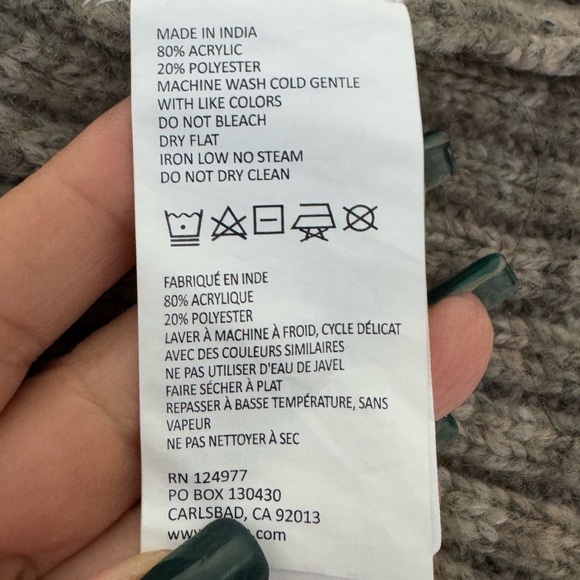 MADE IN INDIA
80% ACRYLIC
20% POLYESTER
MACHINE WASH COLD GENTLE
WITH LIKE COLORS
DO NOT BLEACH
DRY FLAT
IRON LOW NO STEAM
DO NOT DRY CLEAN
FABRIQUÉ EN INDE
80% ACRYLIQUE
20% POLYESTER
LAVER À MACHINE À FROID, CYCLE DÉLICAT
AVEC DES COULEURS SIMILAIRES
NE PAS UTILISER D'EAU DE JAVEL
FAIRE SÉCHER À PLAT
REPASSER À BASSE TEMPÉRATURE, SANS
VAPEUR
NE PAS NETTOYER À SEC
RN 124977
PO BOX 130430
CARLSBAD, CA 92013